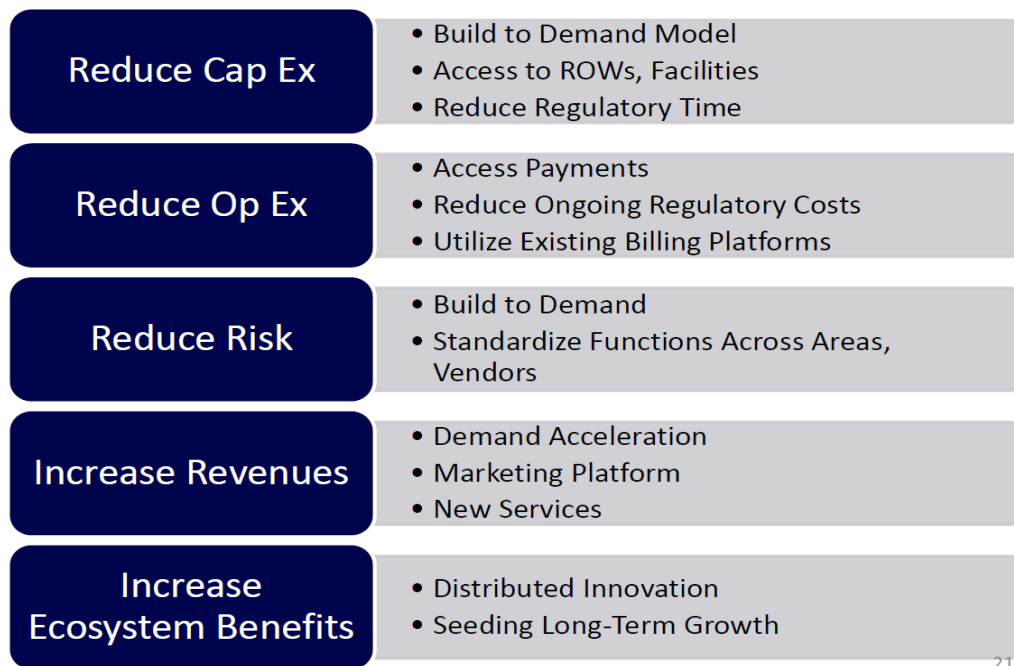 Reduce Cap Ex
• Build to Demand Model
• Access to ROWs, Facilities
• Reduce Regulatory Time
Reduce Op Ex
• Access Payments
• Reduce Ongoing Regulatory Costs
• Utilize Existing Billing Platforms
Reduce Risk
• Build to Demand
• Standardize Functions Across Areas,
Vendors
Increase Revenues
• Demand Acceleration
• Marketing Platform
• New Services
Increase
Ecosystem Benefits
• Distributed Innovation
• Seeding Long-Term Growth
21